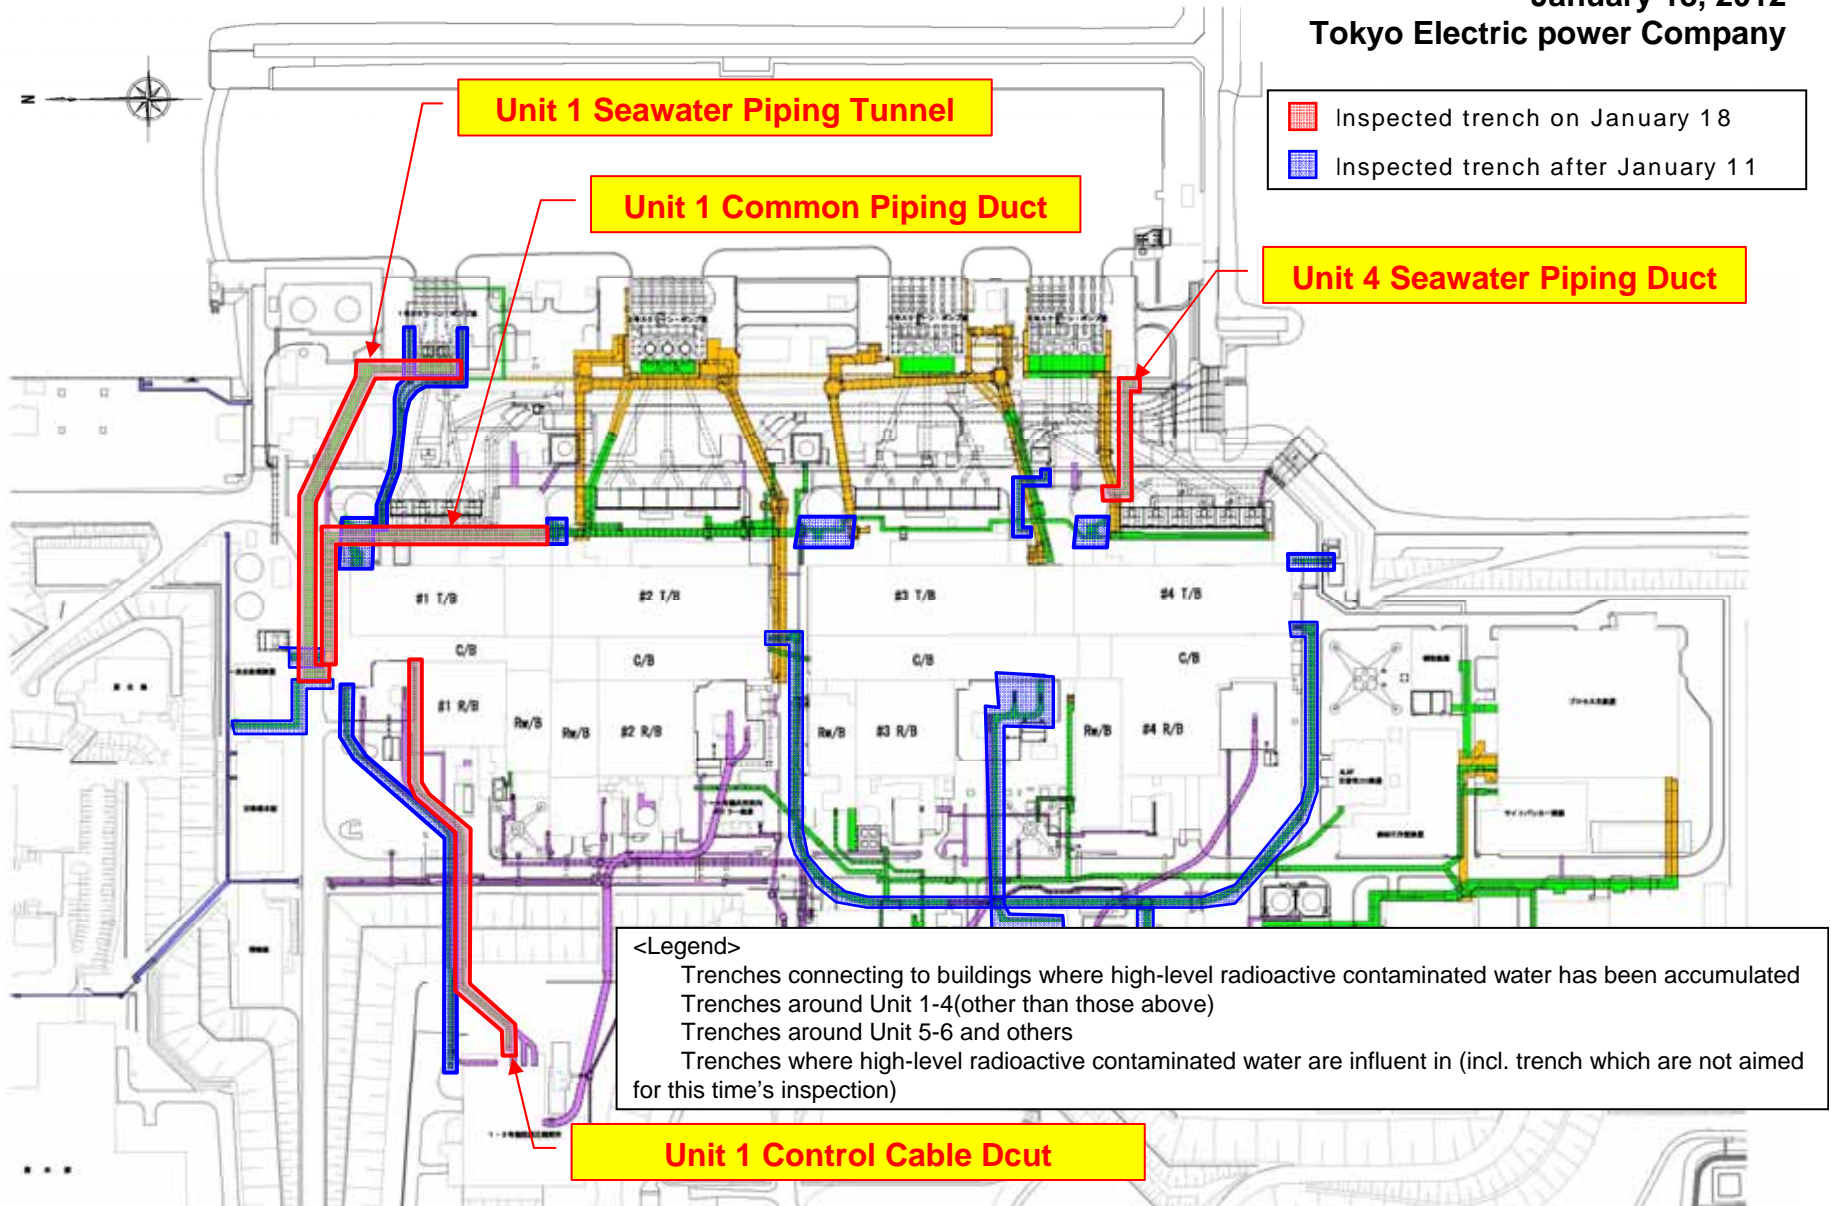 Tokyo Electric power Company
N
Unit 1 Seawater Piping Tunnel
Inspected trench on January 18
Inspected trench after January 11
Unit 1 Common Piping Duct
Unit 4 Seawater Piping Duct
#1 T/B
#2 T/B
#3 T/B
#4 T/B
C/B
C/B
C/B
C/B
#1 R/B
Rw/B
Rw/B
#2 R/B
Rw/B
#3 R/B
Rw/B
#4 R/B
<Legend>
Trenches connecting to buildings where high-level radioactive contaminated water has been accumulated
Trenches around Unit 1-4(other than those above)
Trenches around Unit 5-6 and others
Trenches where high-level radioactive contaminated water are influent in (incl. trench which are not aimed
for this time's inspection)
Unit 1 Control Cable Dcut